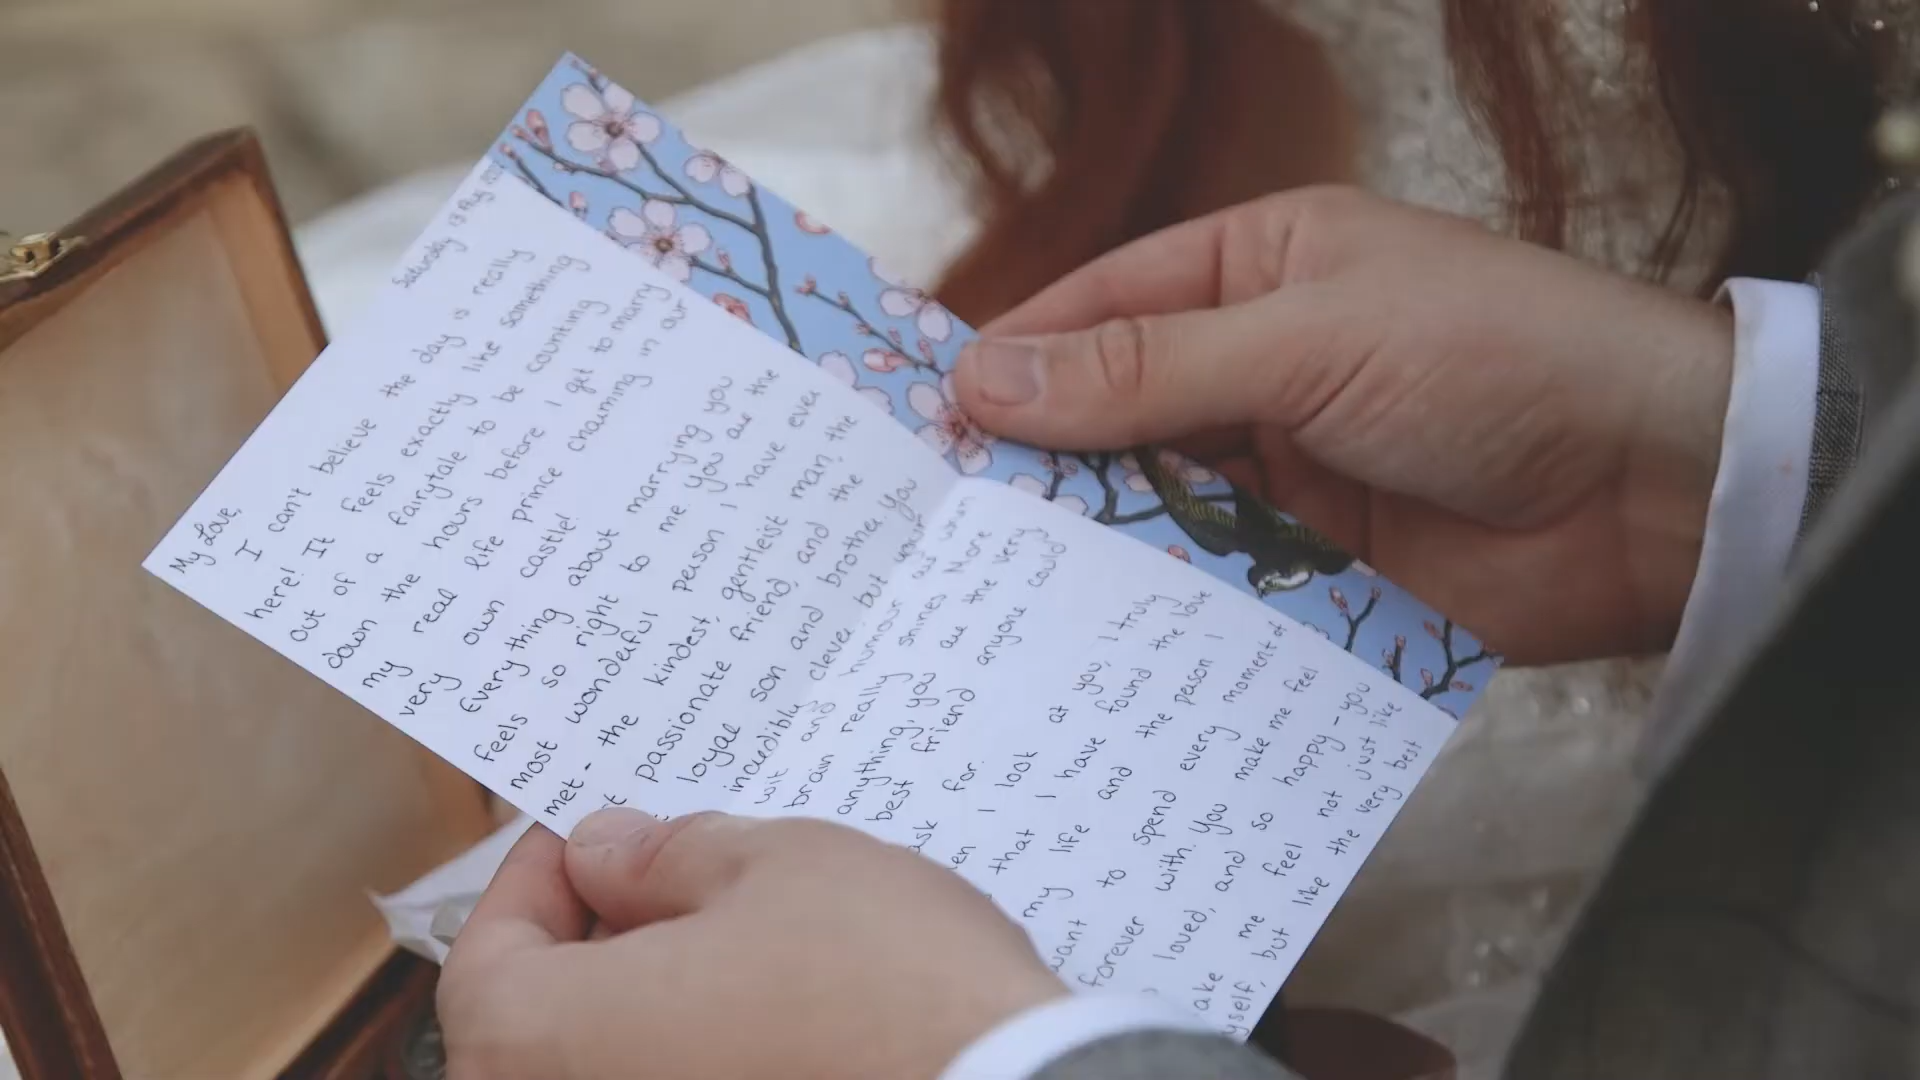 Saturday 13 Aug
My Love,
I can't believe the day is really
here! It feels exactly like something
out of a fairytale to be counting
down the hours before I get to marry
my real life prince charming in our
very own castle!
Everything about marrying you
feels so right to me. You are the
most wonderful person I have ever
met - the kindest, gentleist man, the
passionate friend, and the
loyal son and brother. You
incredibly clever, but your
wit and humour as when
brain really shines. More
anything, you are the very
best friend anyone could
ask for.
I look at you, I truly
that I have found the love
my life and the person I
want to spend every moment of
forever with. You make me feel
loved, and so happy - you
me feel not just like
but like the very best